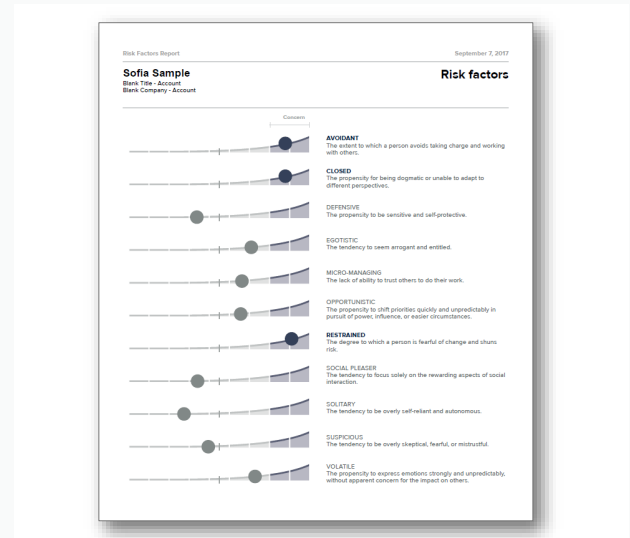 Risk Factors Report
September 7, 2017
Sofia Sample
Risk factors
Blank Title - Account
Blank Company - Account
Concern
AVOIDANT
The extent to which a person avoids taking charge and working
with others.
CLOSED
The propensity for being dogmatic or unable to adapt to
different perspectives.
DEFENSIVE
The propensity to be sensitive and self-protective.
EGOTISTIC
The tendency to seem arrogant and entitled.
MICRO-MANAGING
The lack of ability to trust others to do their work.
OPPORTUNISTIC
The propensity to shift priorities quickly and unpredictably in
pursuit of power, influence, or easier circumstances.
RESTRAINED
The degree to which a person is fearful of change and shuns
risk.
SOCIAL PLEASER
The tendency to focus solely on the rewarding aspects of social
interaction.
SOLITARY
The tendency to be overly self-reliant and autonomous.
SUSPICIOUS
The tendency to be overly skeptical, fearful, or mistrustful.
VOLATILE
The propensity to express emotions strongly and unpredictably,
without apparent concern for the impact on others.